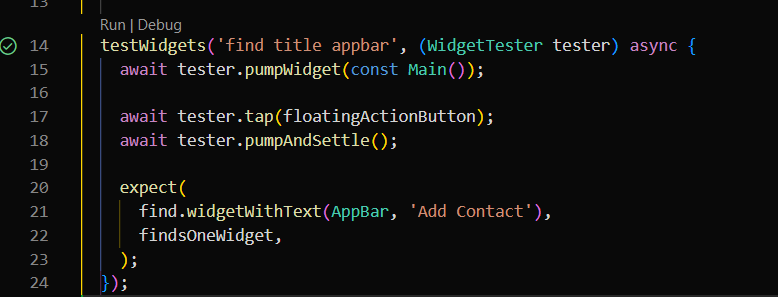 13
Run | Debug
14 testWidgets('find title appbar', (WidgetTester tester) async {
15 await tester.pumpWidget(const Main());
16
17 await tester.tap(floatingActionButton);
18 await tester.pumpAndSettle();
19
20 expect(
21 find.widgetWithText(AppBar, 'Add Contact'),
22 findsOneWidget,
23 );
24 });